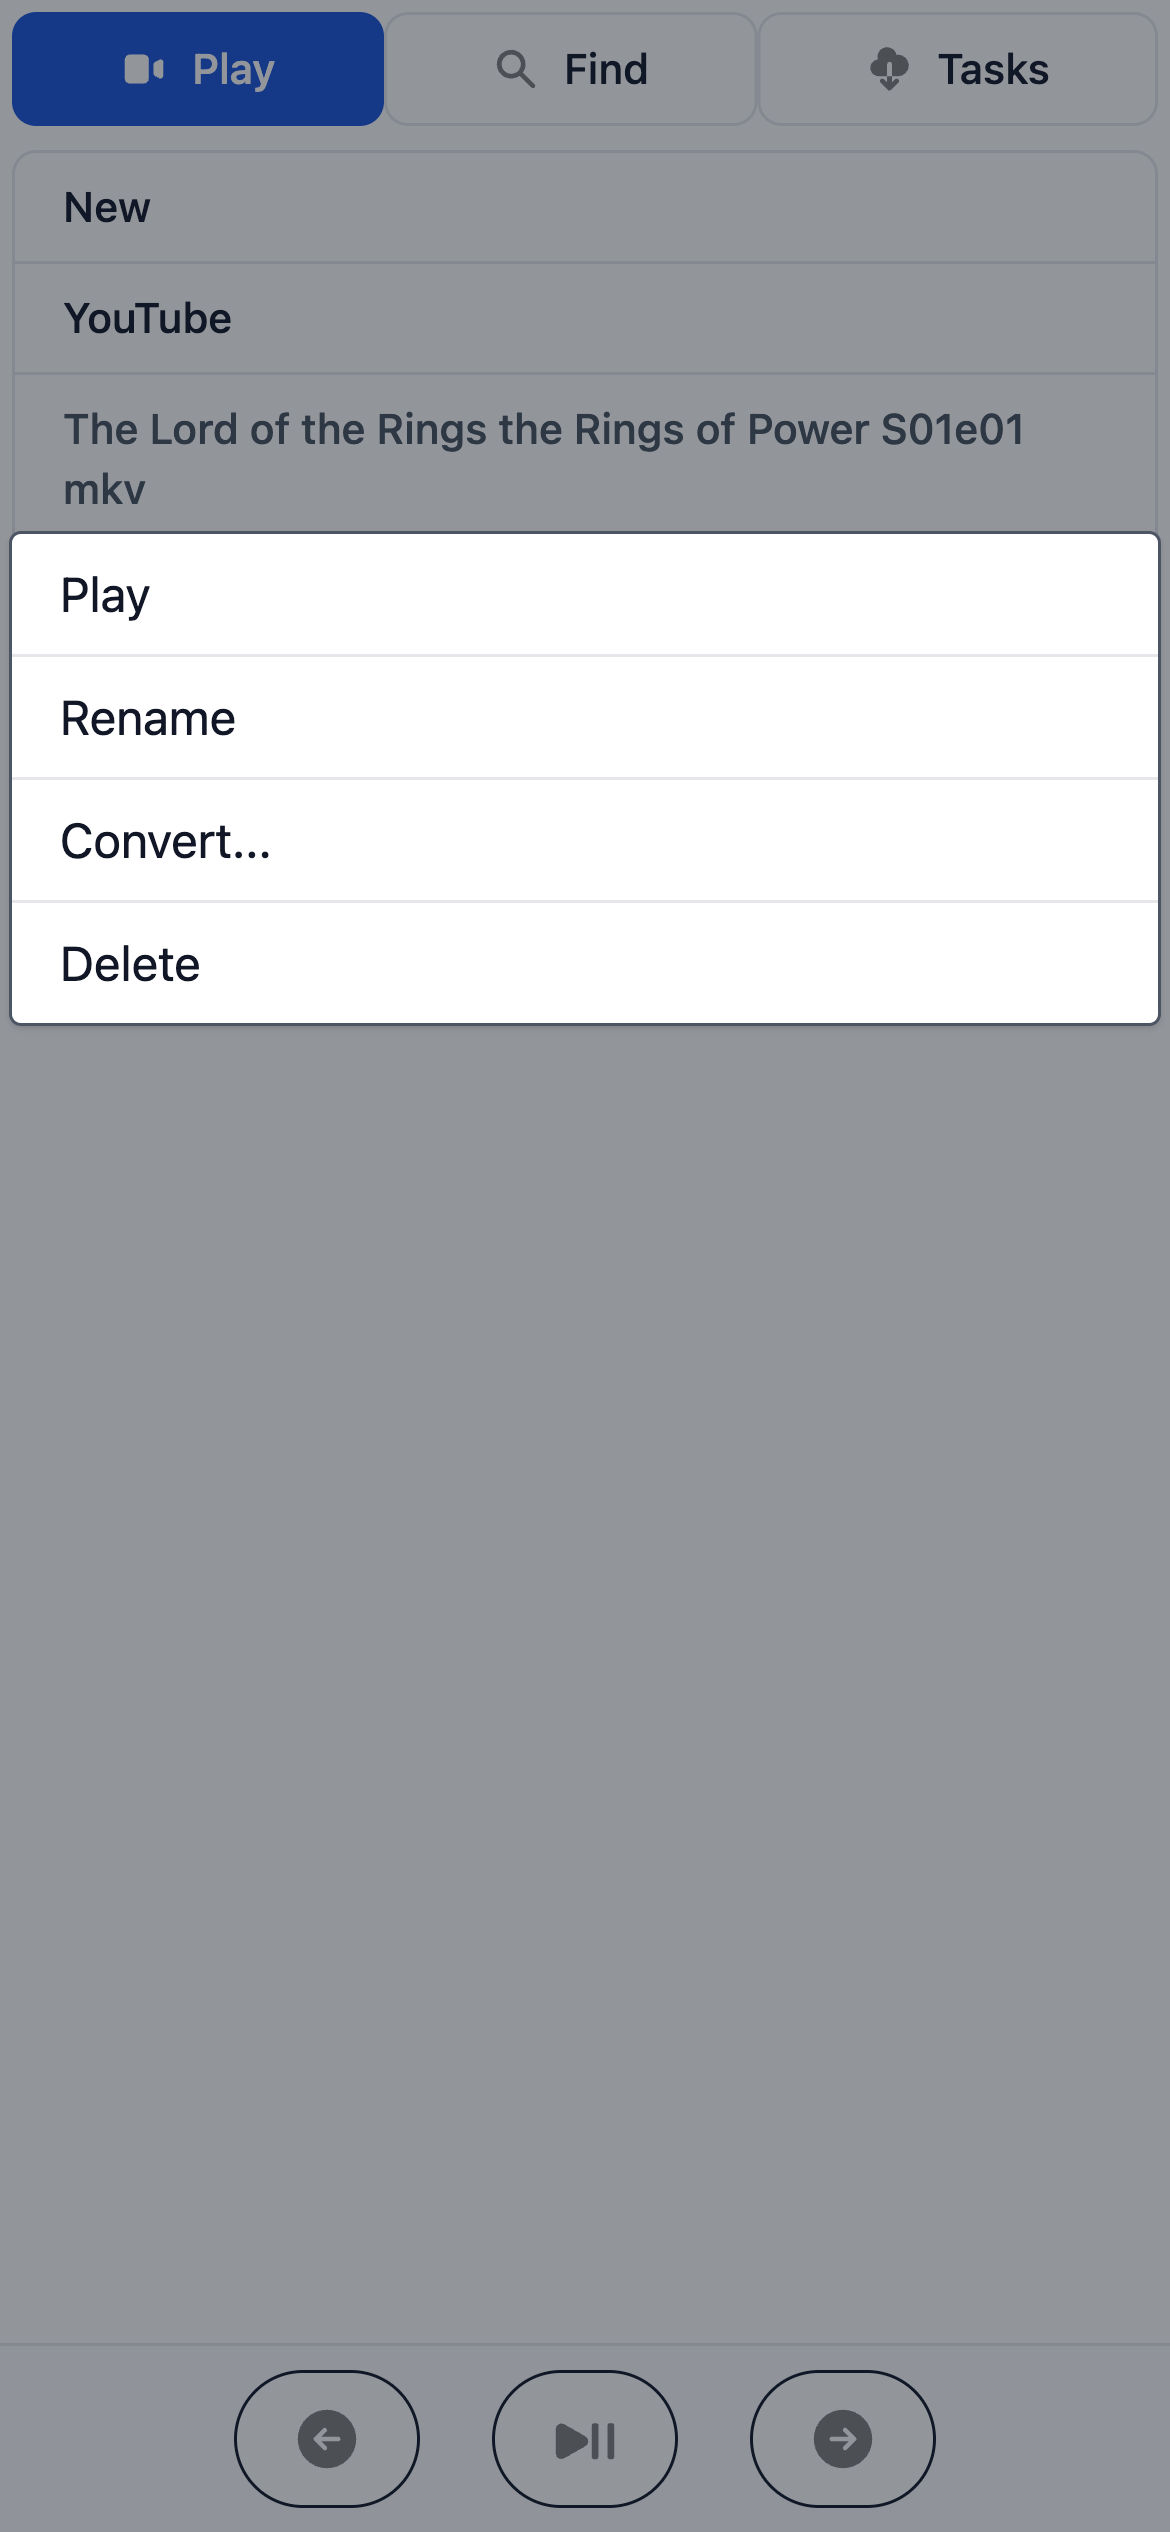 Play
Find
Tasks
New
YouTube
The Lord of the Rings the Rings of Power S01e01
mkv
Play
Rename
Convert...
Delete